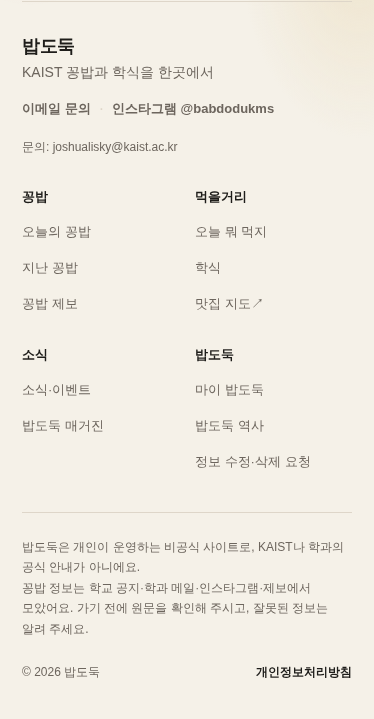 밥도둑
KAIST 꽁밥과 학식을 한곳에서
이메일 문의 · 인스타그램 @babdodukms
문의: joshualisky@kaist.ac.kr
꽁밥
오늘의 꽁밥
지난 꽁밥
꽁밥 제보
먹을거리
오늘 뭐 먹지
학식
맛집 지도↗
소식
소식·이벤트
밥도둑 매거진
밥도둑
마이 밥도둑
밥도둑 역사
정보 수정·삭제 요청
밥도둑은 개인이 운영하는 비공식 사이트로, KAIST나 학과의
공식 안내가 아니에요.
꽁밥 정보는 학교 공지·학과 메일·인스타그램·제보에서
모았어요. 가기 전에 원문을 확인해 주시고, 잘못된 정보는
알려 주세요.
© 2026 밥도둑
개인정보처리방침